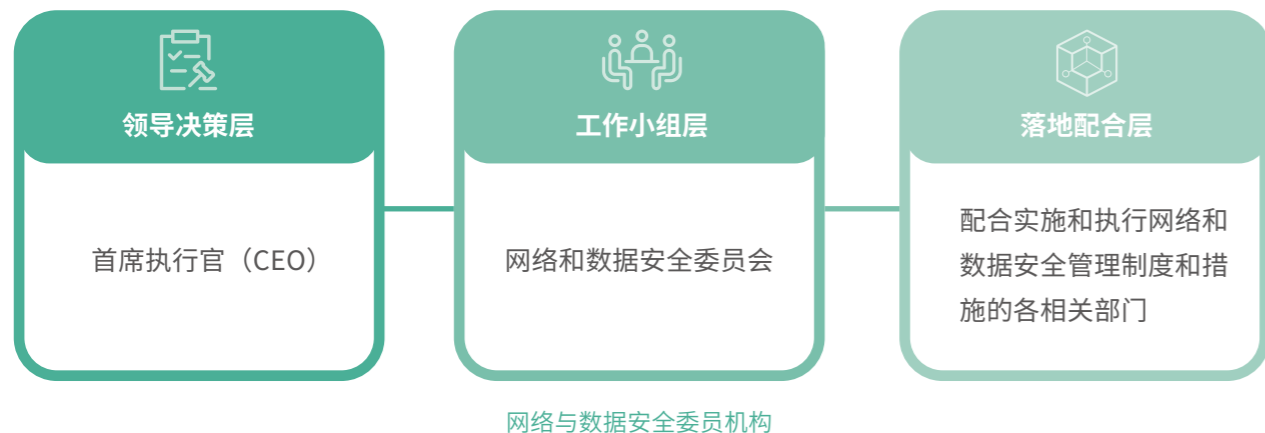 领导决策层
首席执行官（CEO）
工作小组层
网络和数据安全委员会
落地配合层
配合实施和执行网络和
数据安全管理制度和措
施的各相关部门
网络与数据安全委员机构